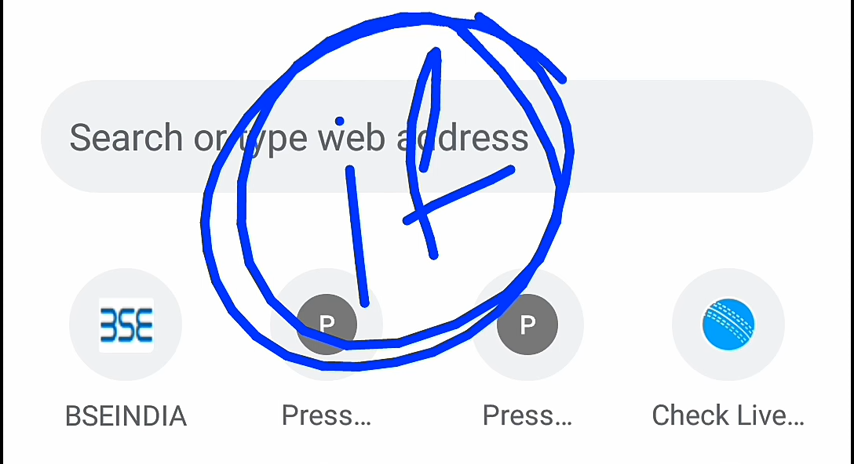 Search or type web address
if
BSE
P
P
BSEINDIA
Press...
Press...
Check Live...